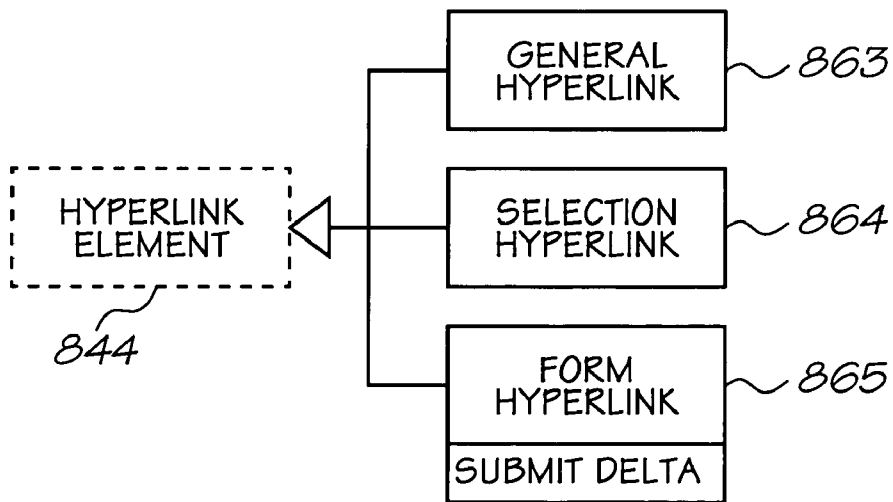 GENERAL
HYPERLINK
863
HYPERLINK
ELEMENT
844
SELECTION
HYPERLINK
864
FORM
HYPERLINK
865
SUBMIT DELTA